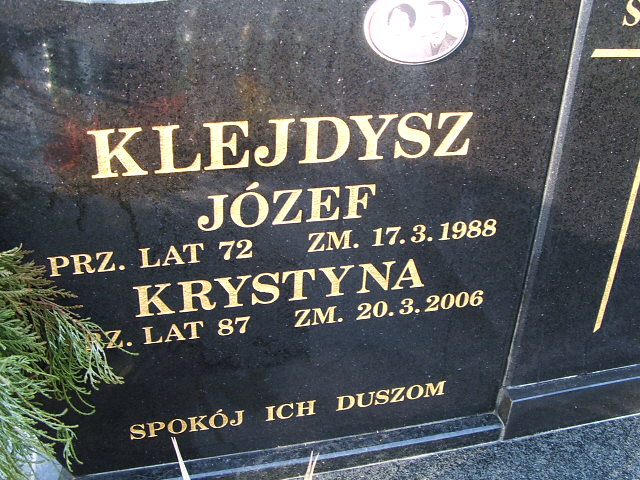 KLEJDYSZ
JÓZEF
PRZ. LAT 72 ZM. 17.3.1988
KRYSTYNA
RZ. LAT 87 ZM. 20.3.2006
SPOKÓJ ICH DUSZOM
S